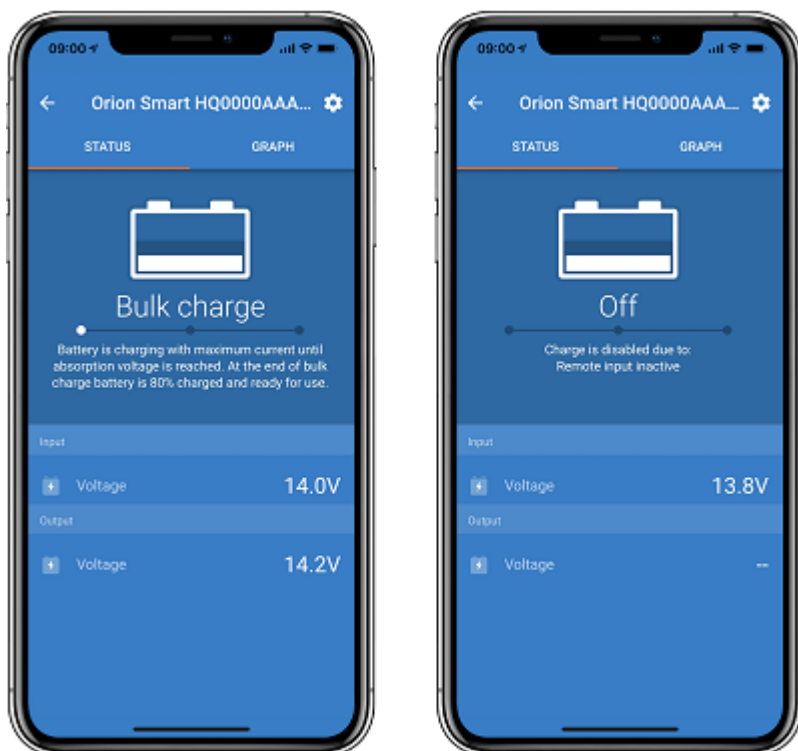 09:00
Orion Smart HQ0000AAA...
STATUS GRAPH
Bulk charge
Battery is charging with maximum current until
absorption voltage is reached. At the end of bulk
charge battery is 80% charged and ready for use.
Input
Voltage 14.0V
Output
Voltage 14.2V
09:00
Orion Smart HQ0000AAA...
STATUS GRAPH
Off
Charge is disabled due to:
Remote input inactive
Input
Voltage 13.8V
Output
Voltage --